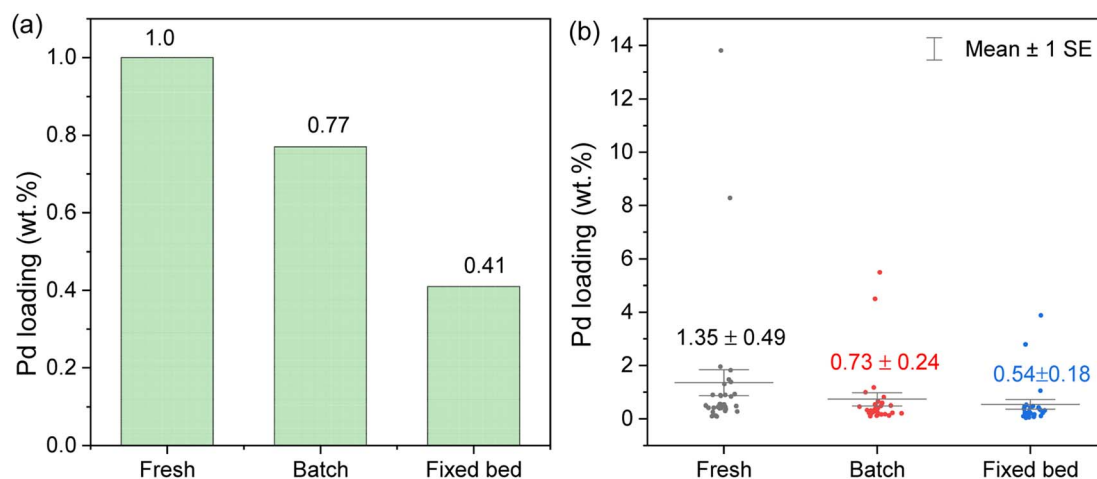 (a)
Pd loading (wt.%)
1.0
0.8
0.6
0.4
0.2
0.0
1.0
0.77
0.41
Fresh
Batch
Fixed bed
(b)
Pd loading (wt.%)
14
12
10
8
6
4
2
0
Mean ± 1 SE
1.35 ± 0.49
0.73 ± 0.24
0.54±0.18
Fresh
Batch
Fixed bed